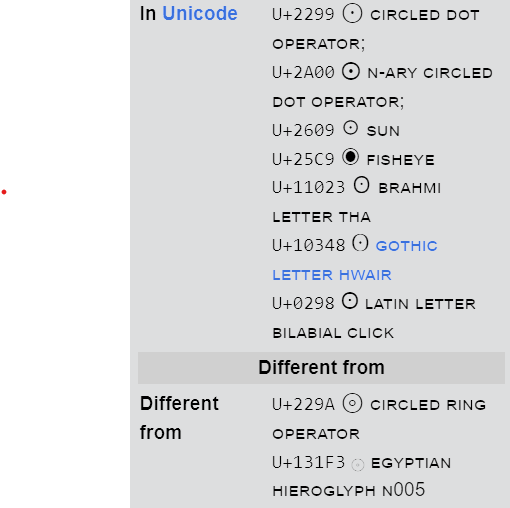 In Unicode
U+2299 ⊙ CIRCLED DOT
OPERATOR;
U+2A00 ⨀ N-ARY CIRCLED
DOT OPERATOR;
U+2609 ☉ SUN
U+25C9 ◉ FISHEYE
U+11023 𑀣 BRAHMI
LETTER THA
U+10348 𐍈 GOTHIC
LETTER HWAIR
U+0298 ʘ LATIN LETTER
BILABIAL CLICK
Different from
Different
from
U+229A ⊚ CIRCLED RING
OPERATOR
U+131F3 𓇳 EGYPTIAN
HIEROGLYPH N005